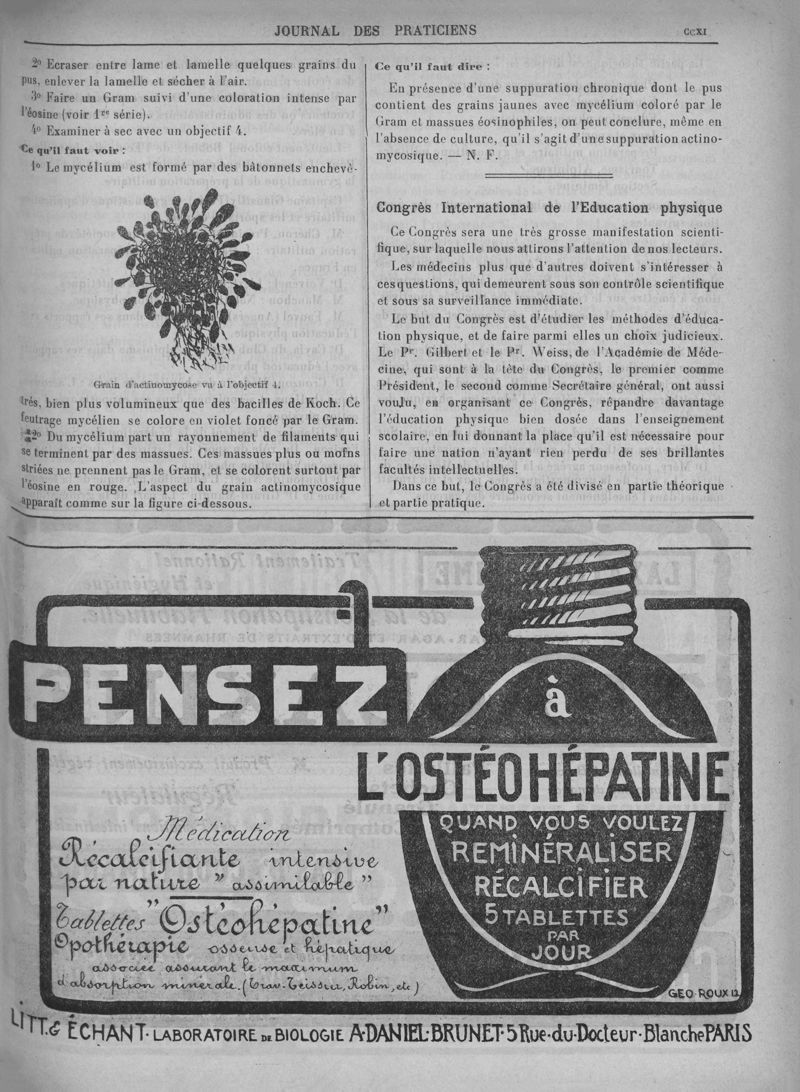 JOURNAL DES PRATICIENS
CCXI
2º Ecraser entre lame et lamelle quelques grains du
pus, enlever la lamelle et sécher à l'air.
3º Faire un Gram suivi d'une coloration intense par
l'éosine (voir 1re série).
4º Examiner à sec avec un objectif 4.
Ce qu'il faut voir :
1º Le mycélium est formé par des bâtonnets enchevê-
Grain d'actinomycose vu à l'objectif 4.
trés, bien plus volumineux que des bacilles de Koch. Ce
feutrage mycélien se colore en violet foncé par le Gram.
2º Du mycélium part un rayonnement de filaments qui
se terminent par des massues. Ces massues plus ou moins
striées ne prennent pas le Gram, et se colorent surtout par
l'éosine en rouge. L'aspect du grain actinomycosique
apparaît comme sur la figure ci-dessous.
Ce qu'il faut dire :
En présence d'une suppuration chronique dont le pus
contient des grains jaunes avec mycélium coloré par le
Gram et massues éosinophiles, on peut conclure, même en
l'absence de culture, qu'il s'agit d'une suppuration actino-
mycosique. — N. F.
Congrès International de l'Education physique
Ce Congrès sera une très grosse manifestation scienti-
fique, sur laquelle nous attirons l'attention de nos lecteurs.
Les médecins plus que d'autres doivent s'intéresser à
ces questions, qui demeurent sous son contrôle scientifique
et sous sa surveillance immédiate.
Le but du Congrès est d'étudier les méthodes d'éduca-
tion physique, et de faire parmi elles un choix judicieux.
Le Pr. Gilbert et le Pr. Weiss, de l'Académie de Méde-
cine, qui sont à la tête du Congrès, le premier comme
Président, le second comme Secrétaire général, ont aussi
voulu, en organisant ce Congrès, répandre davantage
l'éducation physique bien dosée dans l'enseignement
scolaire, en lui donnant la place qu'il est nécessaire pour
faire une nation n'ayant rien perdu de ses brillantes
facultés intellectuelles.
Dans ce but, le Congrès a été divisé en partie théorique
et partie pratique.
PENSEZ
à
L'OSTÉOHÉPATINE
QUAND VOUS VOULEZ
REMINÉRALISER
RÉCALCIFIER
5 TABLETTES
PAR
JOUR
GEO·ROUX 12
Médication
Récalcifiante intensive
par nature "assimilable"
Tablettes "Ostéohépatine"
Opothérapie osseuse et hépatique
associée assurant le maximum
d'absorption minérale. (Trav. Teissier, Robin, etc)
LITT. & ÉCHANT· LABORATOIRE DE BIOLOGIE A·DANIEL·BRUNET·5 Rue·du·Docteur·Blanche PARIS